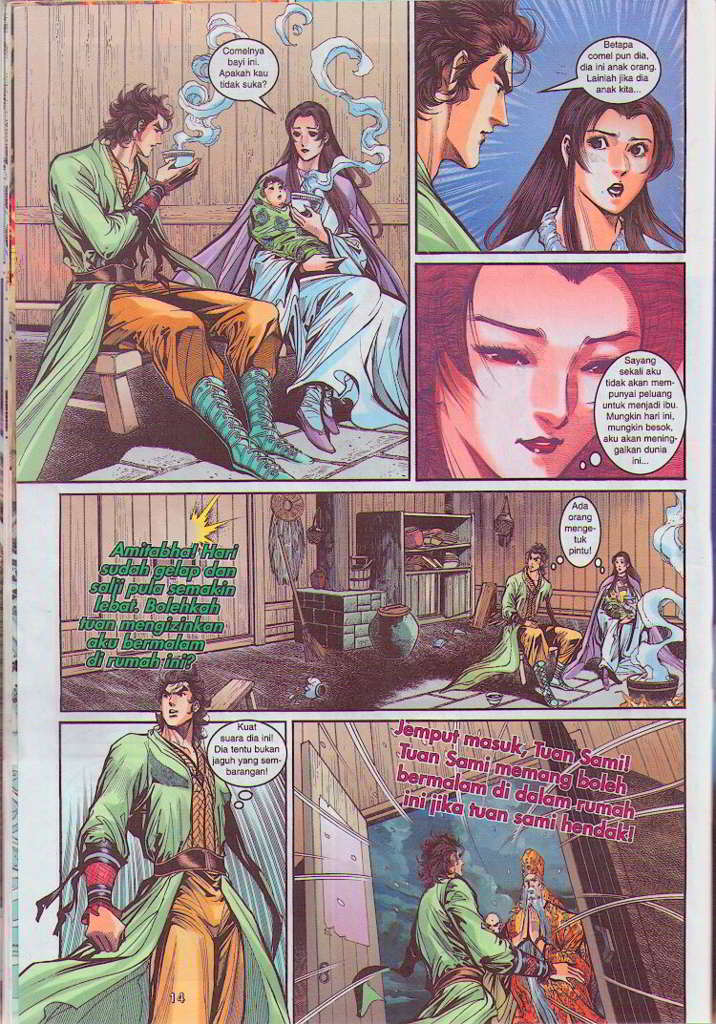 Comelnya
bayi ini.
Apakah kau
tidak suka?
Betapa
comel pun dia,
dia ini anak orang.
Lainlah jika dia
anak kita...
Sayang
sekali aku
tidak akan mem-
punyai peluang
untuk menjadi ibu.
Mungkin hari ini,
mungkin besok,
aku akan mening-
galkan dunia
ini...
Amitabha! Hari
sudah gelap dan
salji pula semakin
lebat. Bolehkah
tuan mengizinkan
aku bermalam
di rumah ini?
Ada
orang
menge-
tuk
pintu!
Kuat
suara dia ini!
Dia tentu bukan
jaguh yang sem-
barangan!
Jemput masuk, Tuan Sami!
Tuan Sami memang boleh
bermalam di dalam rumah
ini jika tuan sami hendak!
14